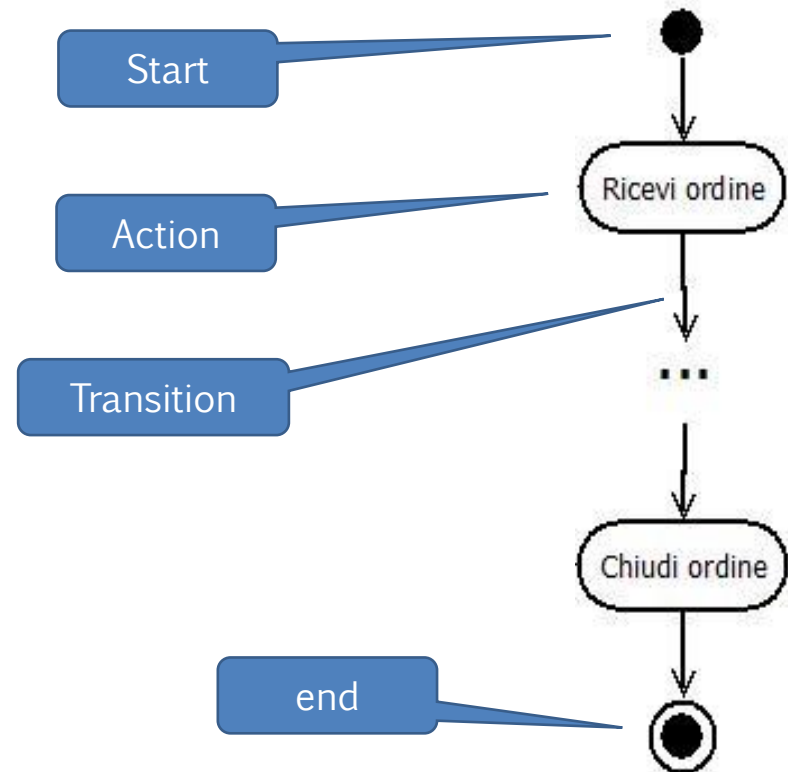 Start
Ricevi ordine
Action
Transition
...
Chiudi ordine
end